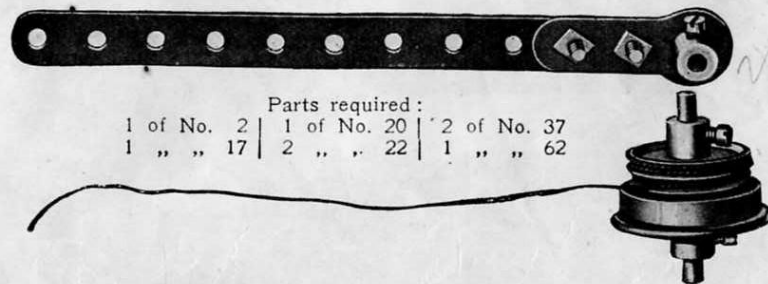 Parts required :
1 of No. 2 | 1 of No. 20 | 2 of No. 37
1 „ „ 17 | 2 „ „ 22 | 1 „ „ 62